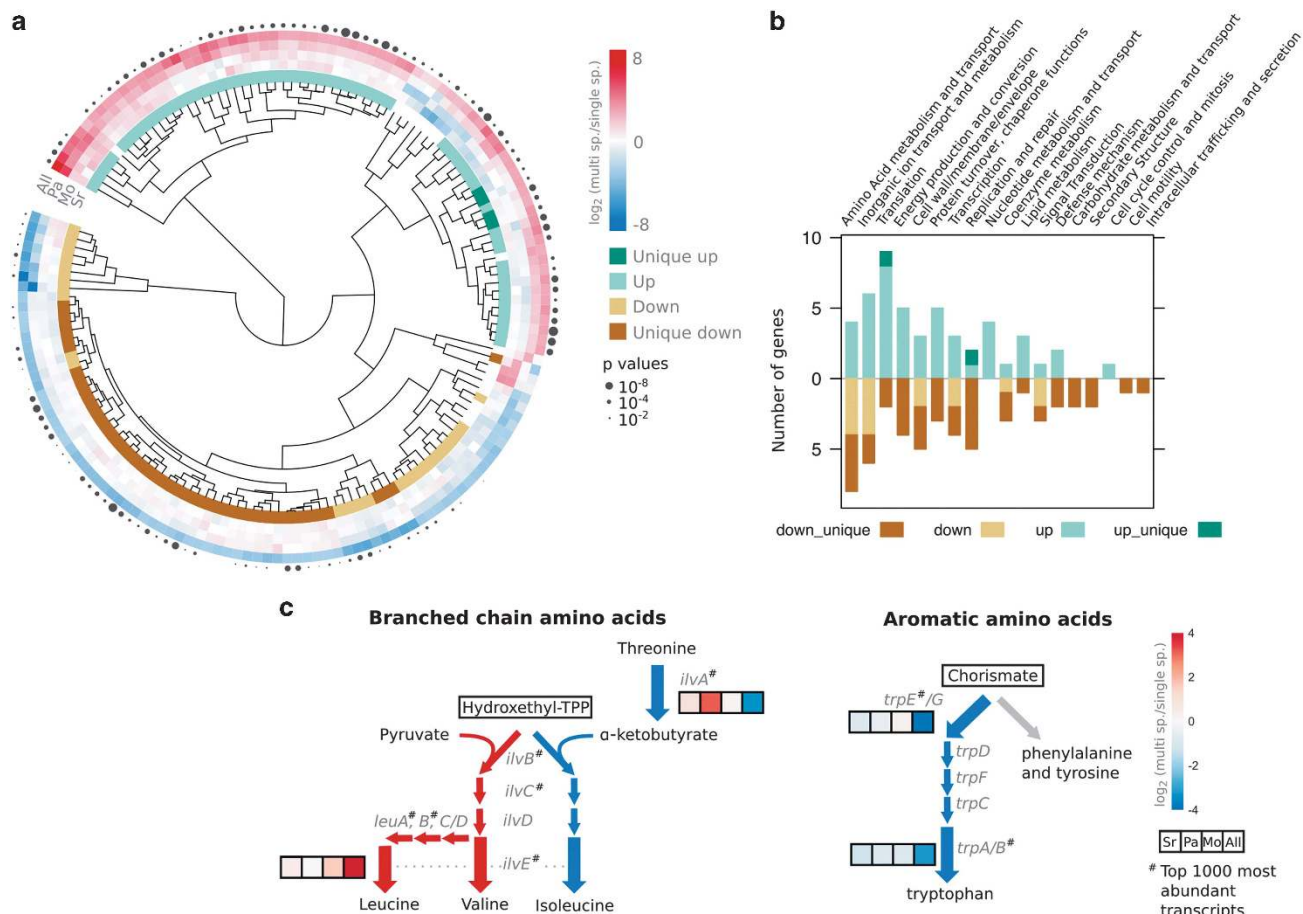 a
All
Pa
Mo
Sr
8
0
-8
log2 (multi sp./single sp.)
Unique up
Up
Down
Unique down
p values
10-8
10-4
10-2
b
Amino Acid metabolism and transport
Inorganic ion transport and metabolism
Translation
Energy production and conversion
Cell wall/membrane/envelope
Protein turnover, chaperone functions
Transcription
Replication and repair
Nucleotide metabolism and transport
Coenzyme metabolism
Lipid metabolism
Signal Transduction
Defense mechanism
Carbohydrate metabolism and transport
Secondary Structure
Cell cycle control and mitosis
Cell motility
Intracellular trafficking and secretion
Number of genes
10
5
0
5
down_unique
down
up
up_unique
c
Branched chain amino acids
Threonine
ilvA#
Hydroxethyl-TPP
Pyruvate
α-ketobutyrate
ilvB#
ilvC#
leuA,# B,# C/D
ilvD
ilvE#
Leucine
Valine
Isoleucine
Aromatic amino acids
Chorismate
trpE#/G
trpD
phenylalanine
and tyrosine
trpF
trpC
trpA/B#
tryptophan
4
2
0
-2
-4
log2 (multi sp./single sp.)
Sr Pa Mo All
# Top 1000 most
abundant
transcripts